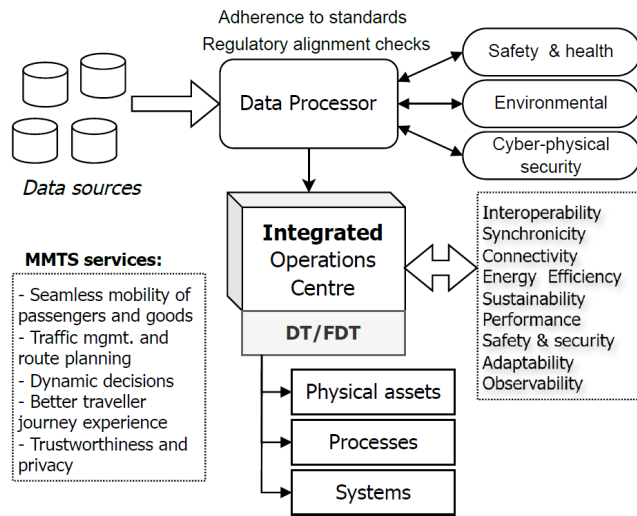 Adherence to standards
Regulatory alignment checks
Data Processor
Safety & health
Environmental
Cyber-physical
security
Data sources
Integrated
Operations
Centre
DT/FDT
Interoperability
Synchronicity
Connectivity
Energy Efficiency
Sustainability
Performance
Safety & security
Adaptability
Observability
MMTS services:
- Seamless mobility of
passengers and goods
- Traffic mgmt. and
route planning
- Dynamic decisions
- Better traveller
journey experience
- Trustworthiness and
privacy
Physical assets
Processes
Systems